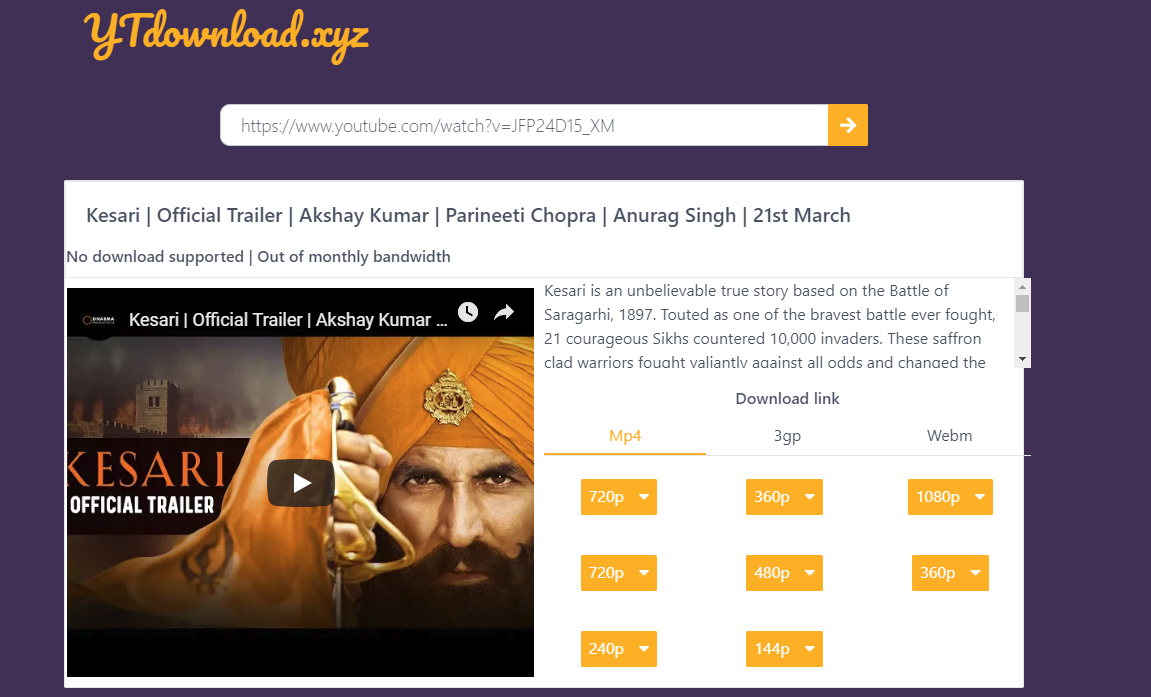 YTdownload.xyz
https://www.youtube.com/watch?v=JFP24D15_XM
Kesari | Official Trailer | Akshay Kumar | Parineeti Chopra | Anurag Singh | 21st March
No download supported | Out of monthly bandwidth
DHARMA
PRODUCTIONS
Kesari | Official Trailer | Akshay Kumar ...
KESARI
OFFICIAL TRAILER
Kesari is an unbelievable true story based on the Battle of
Saragarhi, 1897. Touted as one of the bravest battle ever fought,
21 courageous Sikhs countered 10,000 invaders. These saffron
clad warriors fought valiantly against all odds and changed the
Download link
Mp4 3gp Webm
720p 360p 1080p
720p 480p 360p
240p 144p